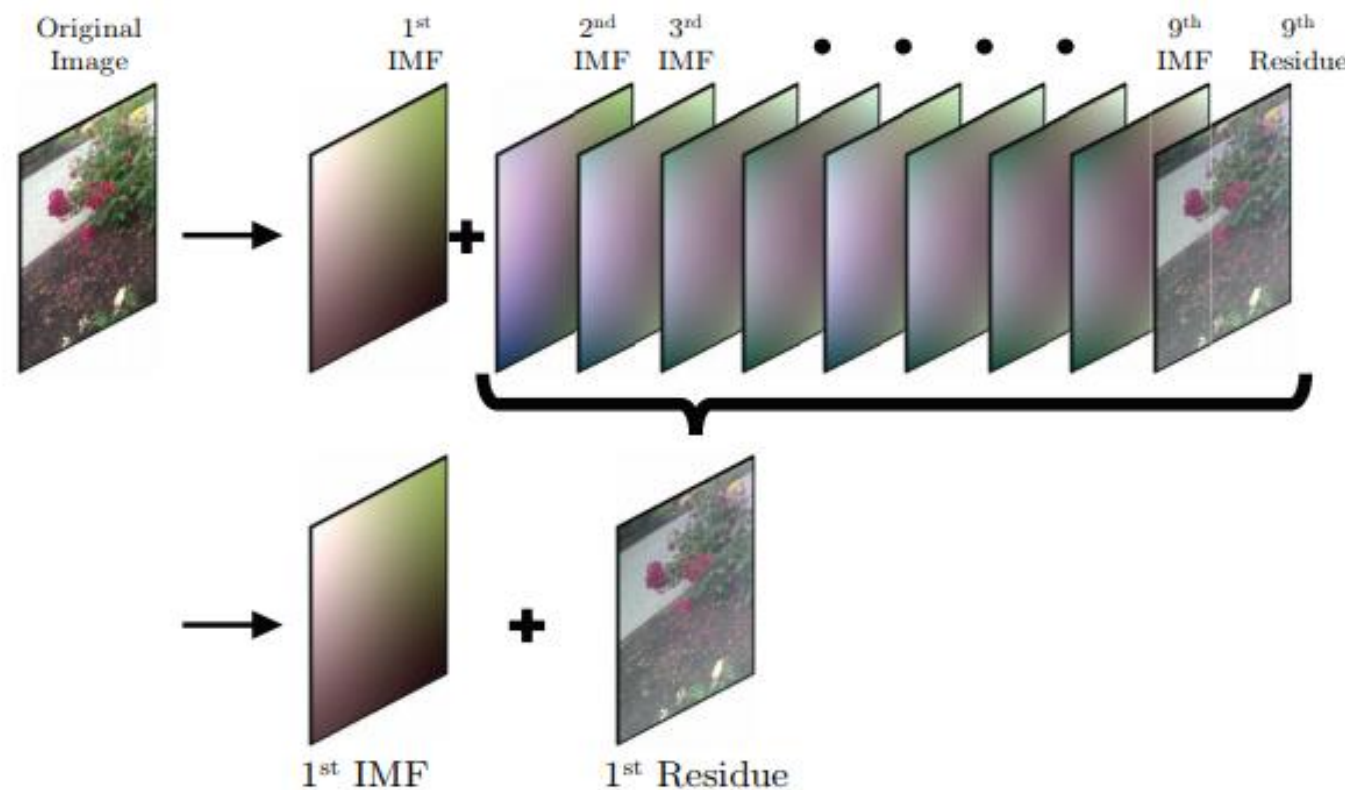 Original
Image
1st
IMF
2nd
IMF
3rd
IMF
9th
IMF
9th
Residue
1st IMF
1st Residue